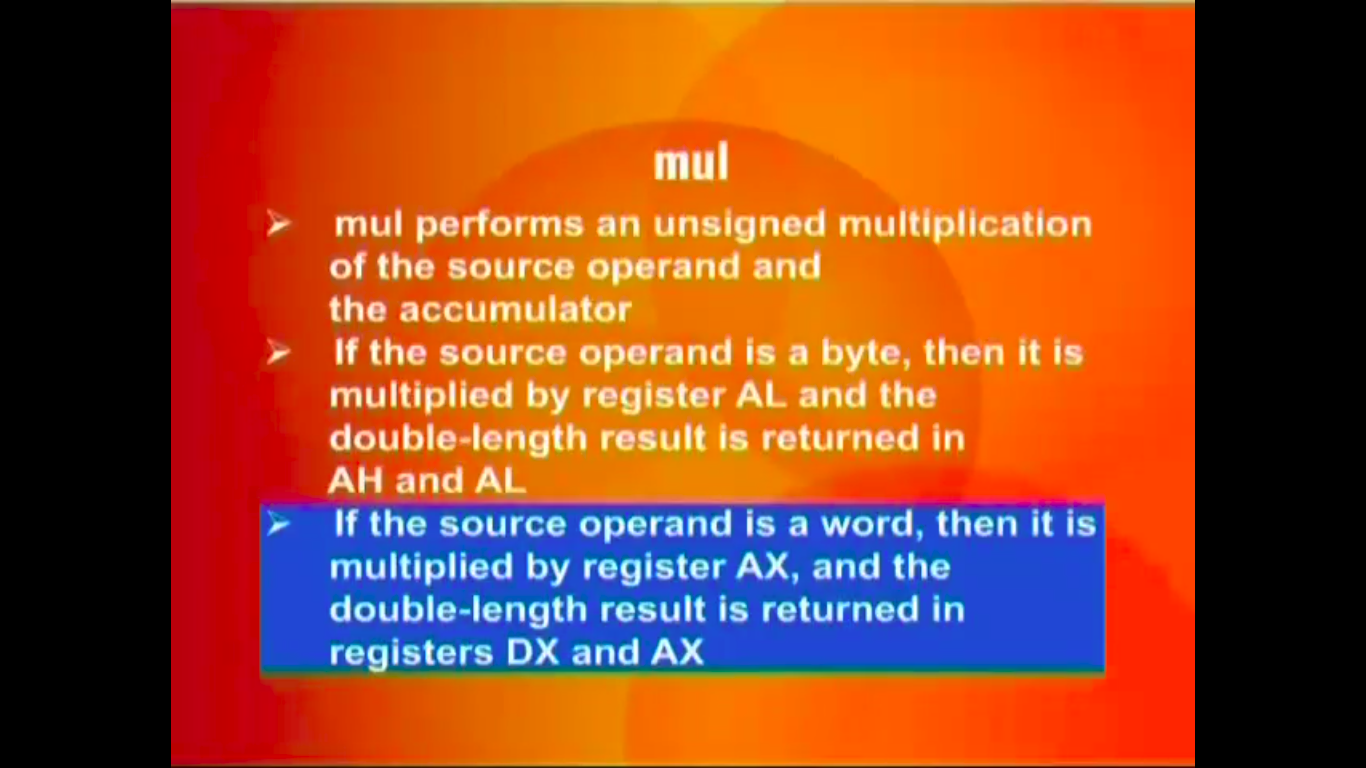 mul
➢ mul performs an unsigned multiplication
of the source operand and
the accumulator
➢ If the source operand is a byte, then it is
multiplied by register AL and the
double-length result is returned in
AH and AL
➢ If the source operand is a word, then it is
multiplied by register AX, and the
double-length result is returned in
registers DX and AX